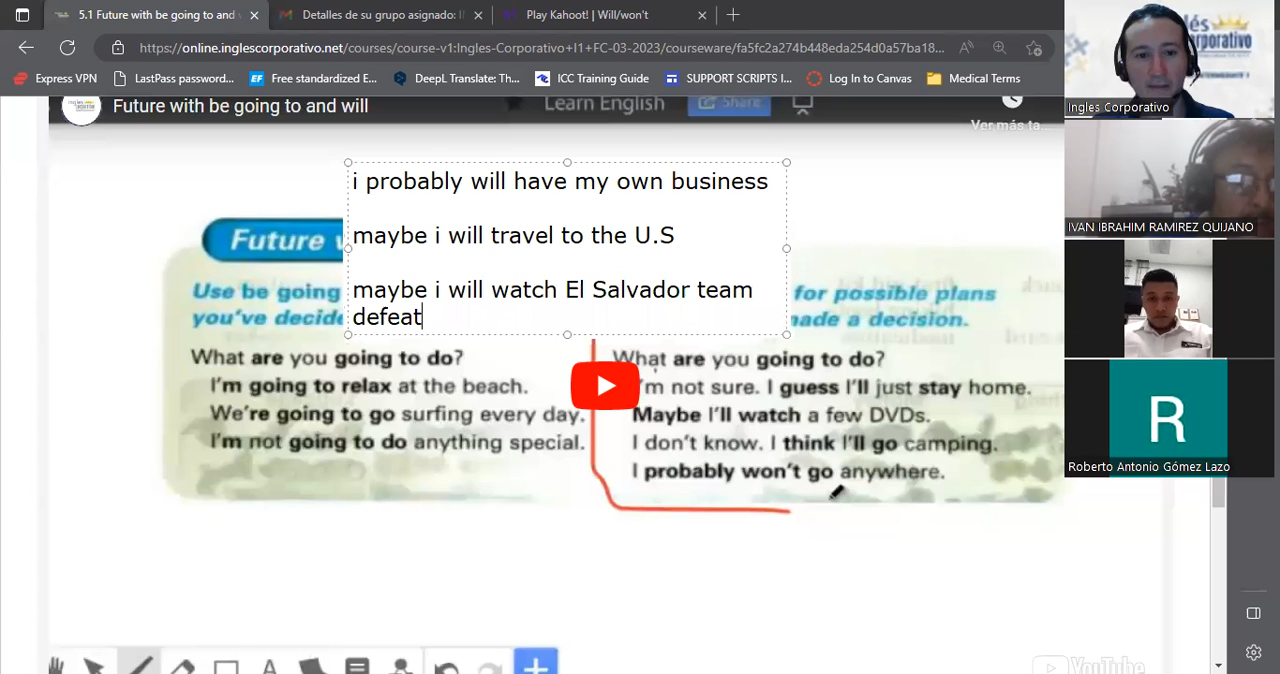 5.1 Future with be going to and
Detalles de su grupo asignado: I
Play Kahoot! | Will/won't
https://online.inglescorporativo.net/courses/course-v1:Ingles-Corporativo+I1+FC-03-2023/courseware/fa5fc2a274b448eda254d0a57ba18...
Express VPN
LastPass password...
EF Free standardized E...
DeepL Translate: Th...
ICC Training Guide
SUPPORT SCRIPTS I...
Log In to Canvas
Medical Terms
Future with be going to and will
Learn English
Share
Ver más ta...
i probably will have my own business
maybe i will travel to the U.S
maybe i will watch El Salvador team
defeat
Future
Use be going
for possible plans
you've decide
made a decision.
What are you going to do?
I'm going to relax at the beach.
We're going to go surfing every day.
I'm not going to do anything special.
What are you going to do?
I'm not sure. I guess I'll just stay home.
Maybe I'll watch a few DVDs.
I don't know. I think I'll go camping.
I probably won't go anywhere.
YouTube
Inglés
Corporativo
Ingles Corporativo
IVAN IBRAHIM RAMIREZ QUIJANO
R
Roberto Antonio Gómez Lazo